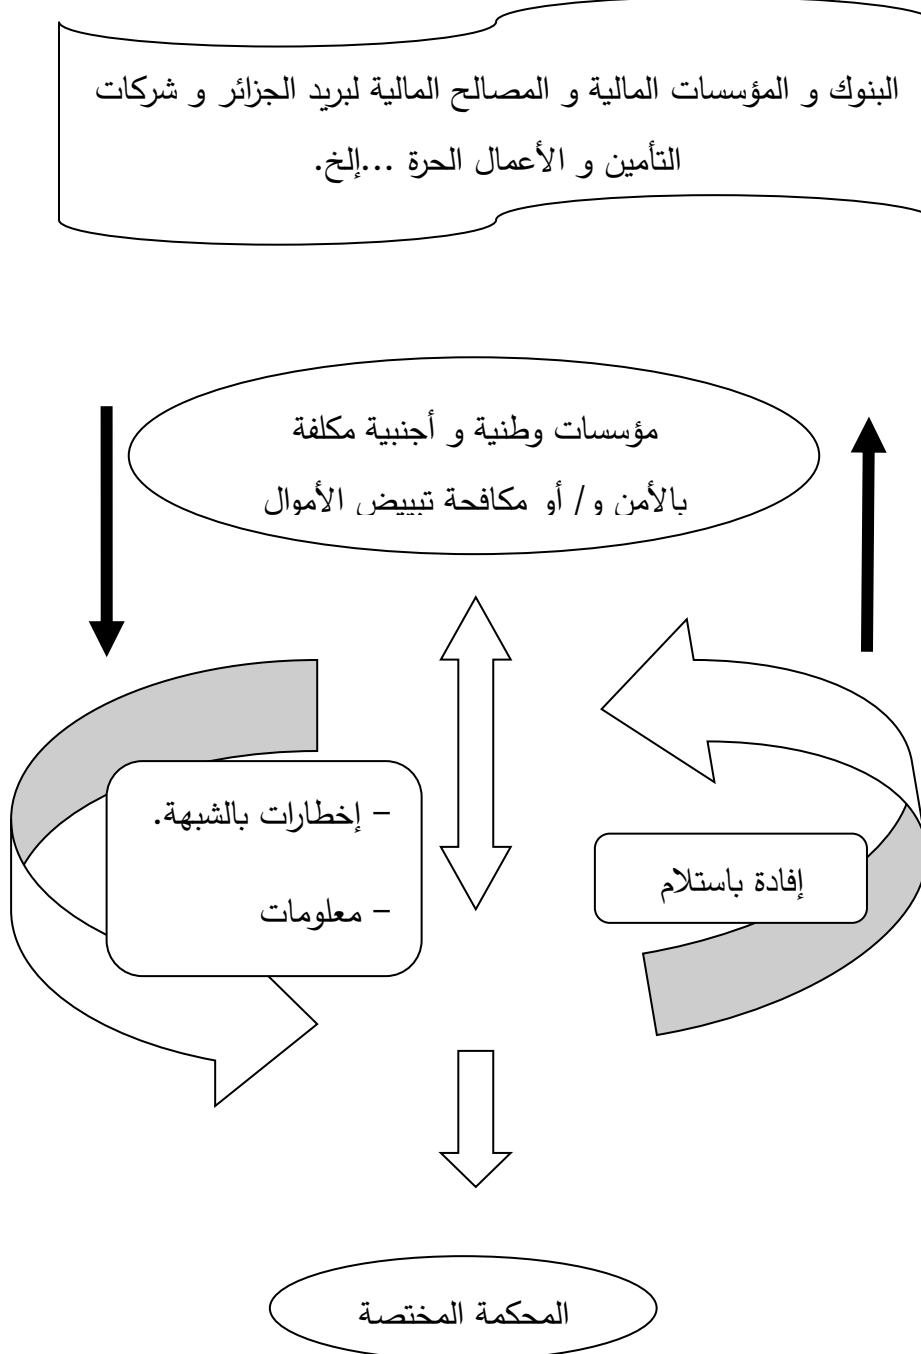 البنوك و المؤسسات المالية و المصالح المالية لبريد الجزائر و شركات
التأمين و الأعمال الحرة ...إلخ.
مؤسسات وطنية و أجنبية مكلفة
بالأمن و/ أو مكافحة تبييض الأموال
- إخطارات بالشبهة.
- معلومات
إفادة باستلام
المحكمة المختصة